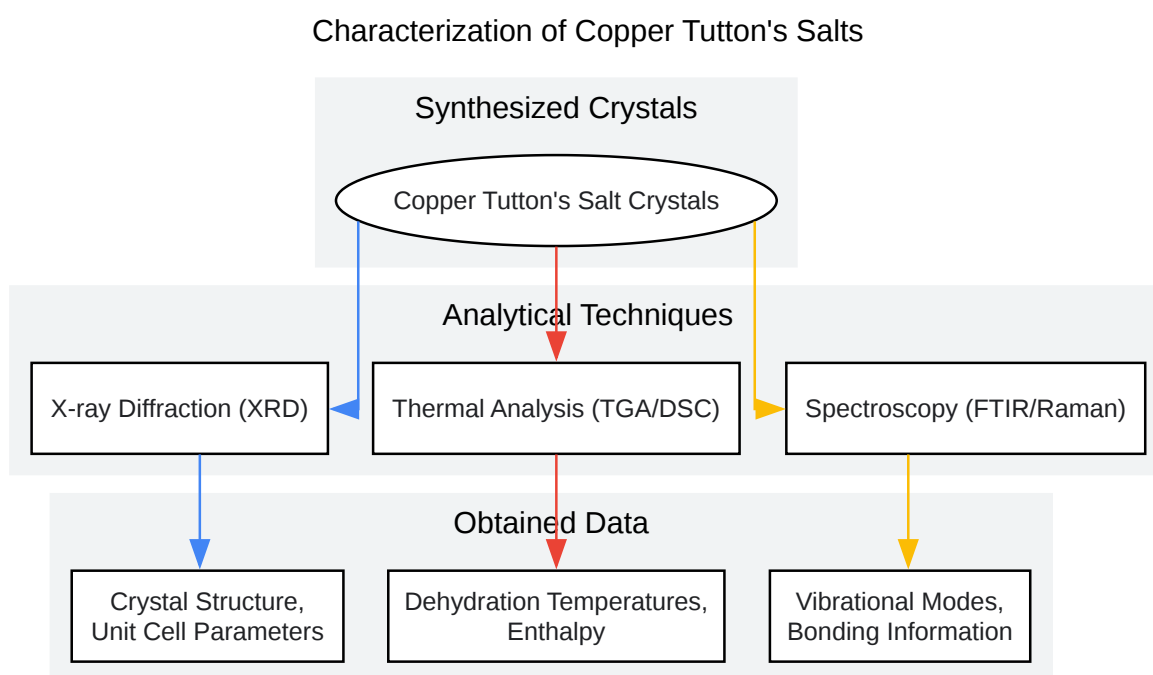 Characterization of Copper Tutton's Salts
Synthesized Crystals
Copper Tutton's Salt Crystals
Analytical Techniques
X-ray Diffraction (XRD)
Thermal Analysis (TGA/DSC)
Spectroscopy (FTIR/Raman)
Obtained Data
Crystal Structure,
Unit Cell Parameters
Dehydration Temperatures,
Enthalpy
Vibrational Modes,
Bonding Information